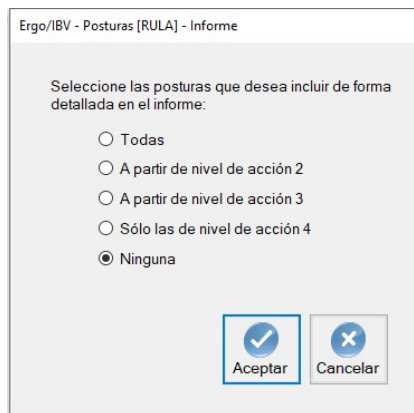 Ergo/IBV - Posturas [RULA] - Informe
Seleccione las posturas que desea incluir de forma
detallada en el informe:
Todas
A partir de nivel de acción 2
A partir de nivel de acción 3
Sólo las de nivel de acción 4
Ninguna
Aceptar
Cancelar